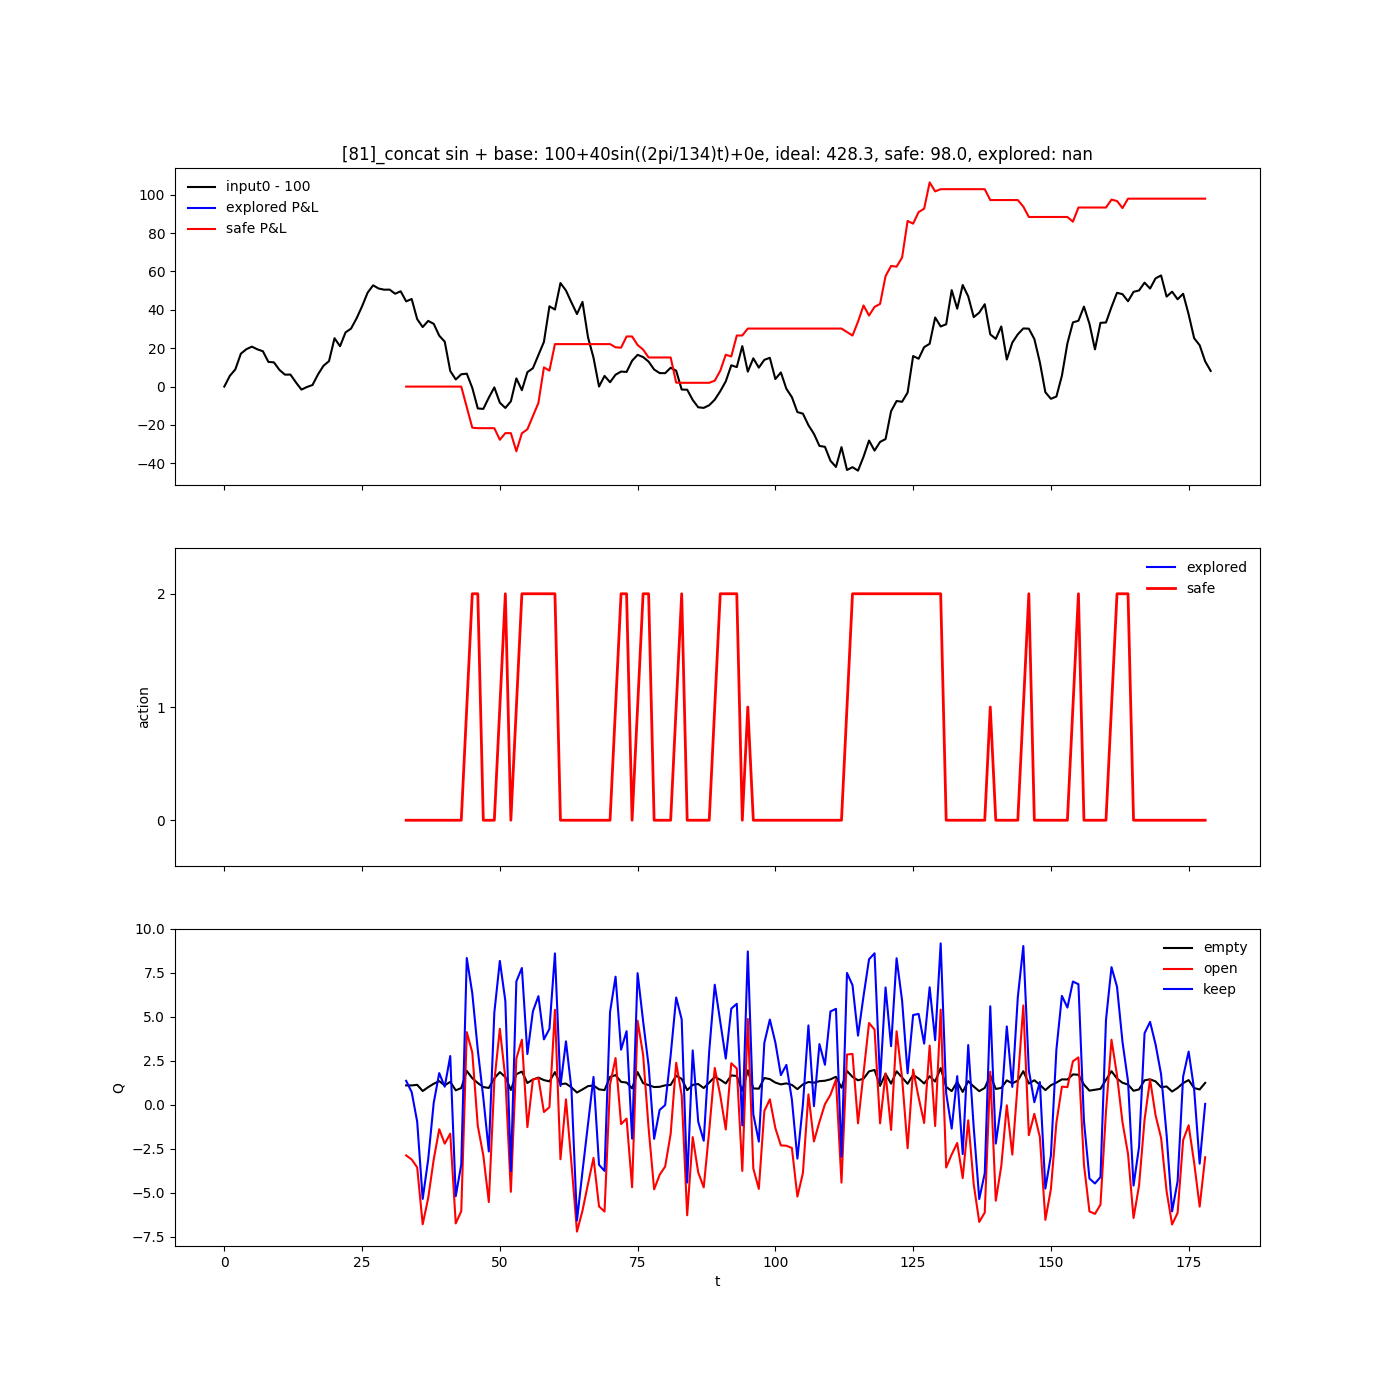 [81]_concat sin + base: 100+40sin((2pi/134)t)+0e, ideal: 428.3, safe: 98.0, explored: nan
input0 - 100
explored P&L
safe P&L
100
80
60
40
20
0
−20
−40
explored
safe
action
2
1
0
empty
open
keep
Q
10.0
7.5
5.0
2.5
0.0
−2.5
−5.0
−7.5
0 25 50 75 100 125 150 175
t